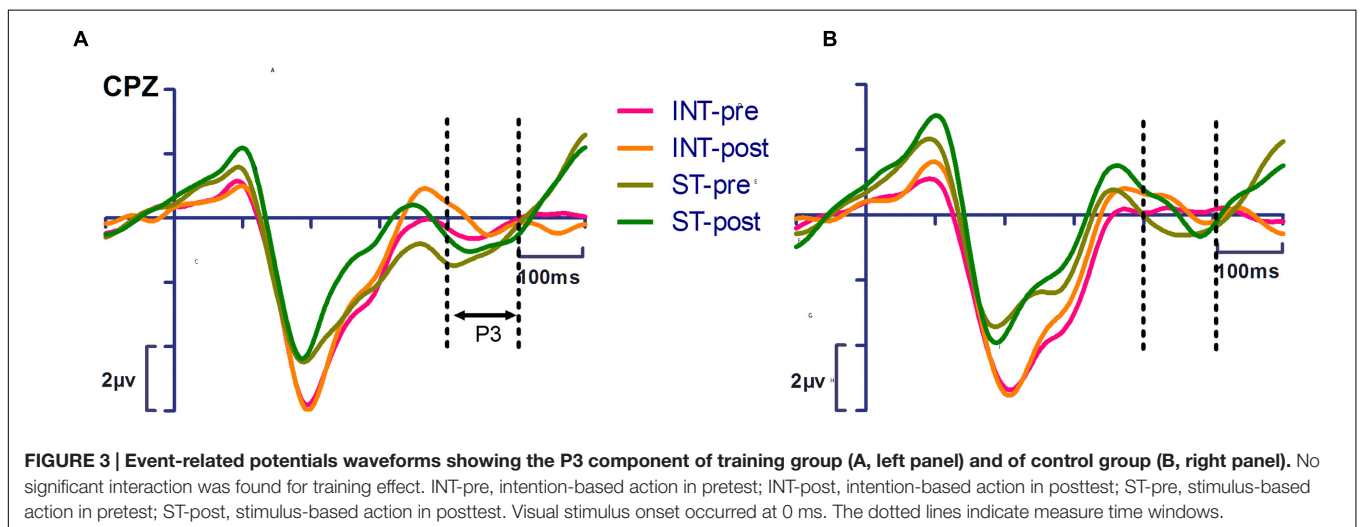 A
B
CPZ
INT-pre
INT-post
ST-pre
ST-post
100ms
P3
2μv
100ms
2μv
FIGURE 3 | Event-related potentials waveforms showing the P3 component of training group (A, left panel) and of control group (B, right panel). No
significant interaction was found for training effect. INT-pre, intention-based action in pretest; INT-post, intention-based action in posttest; ST-pre, stimulus-based
action in pretest; ST-post, stimulus-based action in posttest. Visual stimulus onset occurred at 0 ms. The dotted lines indicate measure time windows.